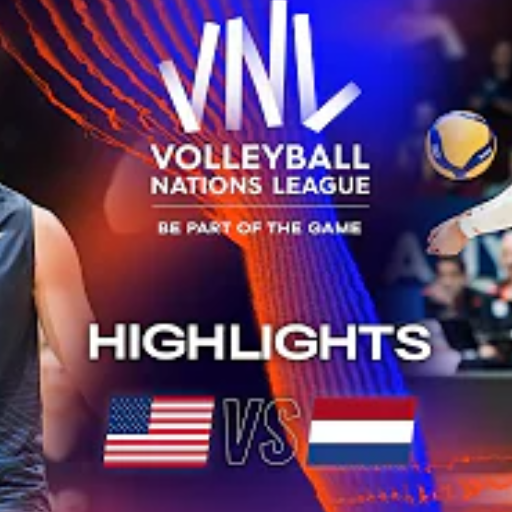 VNL
VOLLEYBALL
NATIONS LEAGUE
BE PART OF THE GAME
HIGHLIGHTS
VS